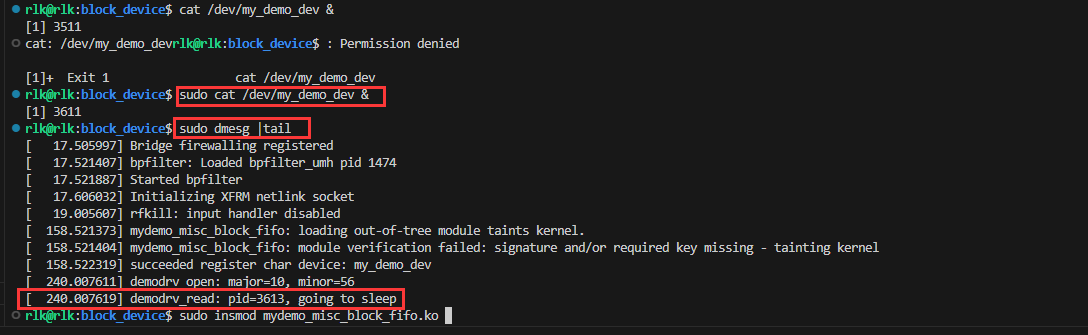 rlk@rlk:block_device$ cat /dev/my_demo_dev &
[1] 3511
cat: /dev/my_demo_devrlk@rlk:block_device$ : Permission denied
[1]+  Exit 1                  cat /dev/my_demo_dev
rlk@rlk:block_device$ sudo cat /dev/my_demo_dev &
[1] 3611
rlk@rlk:block_device$ sudo dmesg |tail
[   17.505997] Bridge firewalling registered
[   17.521407] bpfilter: Loaded bpfilter_umh pid 1474
[   17.521887] Started bpfilter
[   17.606032] Initializing XFRM netlink socket
[   19.005607] rfkill: input handler disabled
[  158.521373] mydemo_misc_block_fifo: loading out-of-tree module taints kernel.
[  158.521404] mydemo_misc_block_fifo: module verification failed: signature and/or required key missing - tainting kernel
[  158.522319] succeeded register char device: my_demo_dev
[  240.007611] demodrv_open: major=10, minor=56
[  240.007619] demodrv_read: pid=3613, going to sleep
rlk@rlk:block_device$ sudo insmod mydemo_misc_block_fifo.ko